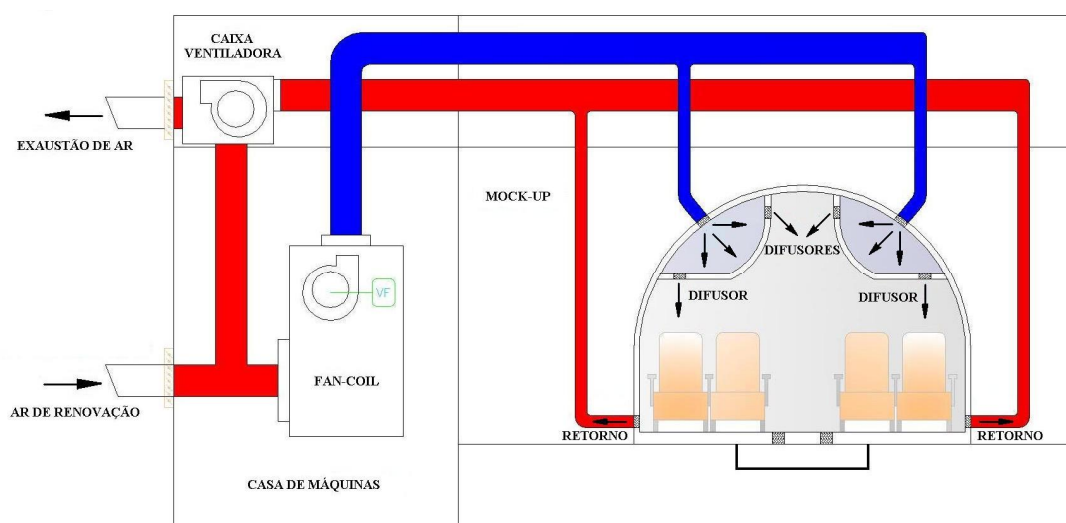 CAIXA
VENTILADORA
EXAUSTÃO DE AR
MOCK-UP
DIFUSORES
DIFUSOR
DIFUSOR
VF
FAN-COIL
AR DE RENOVAÇÃO
RETORNO
RETORNO
CASA DE MÁQUINAS